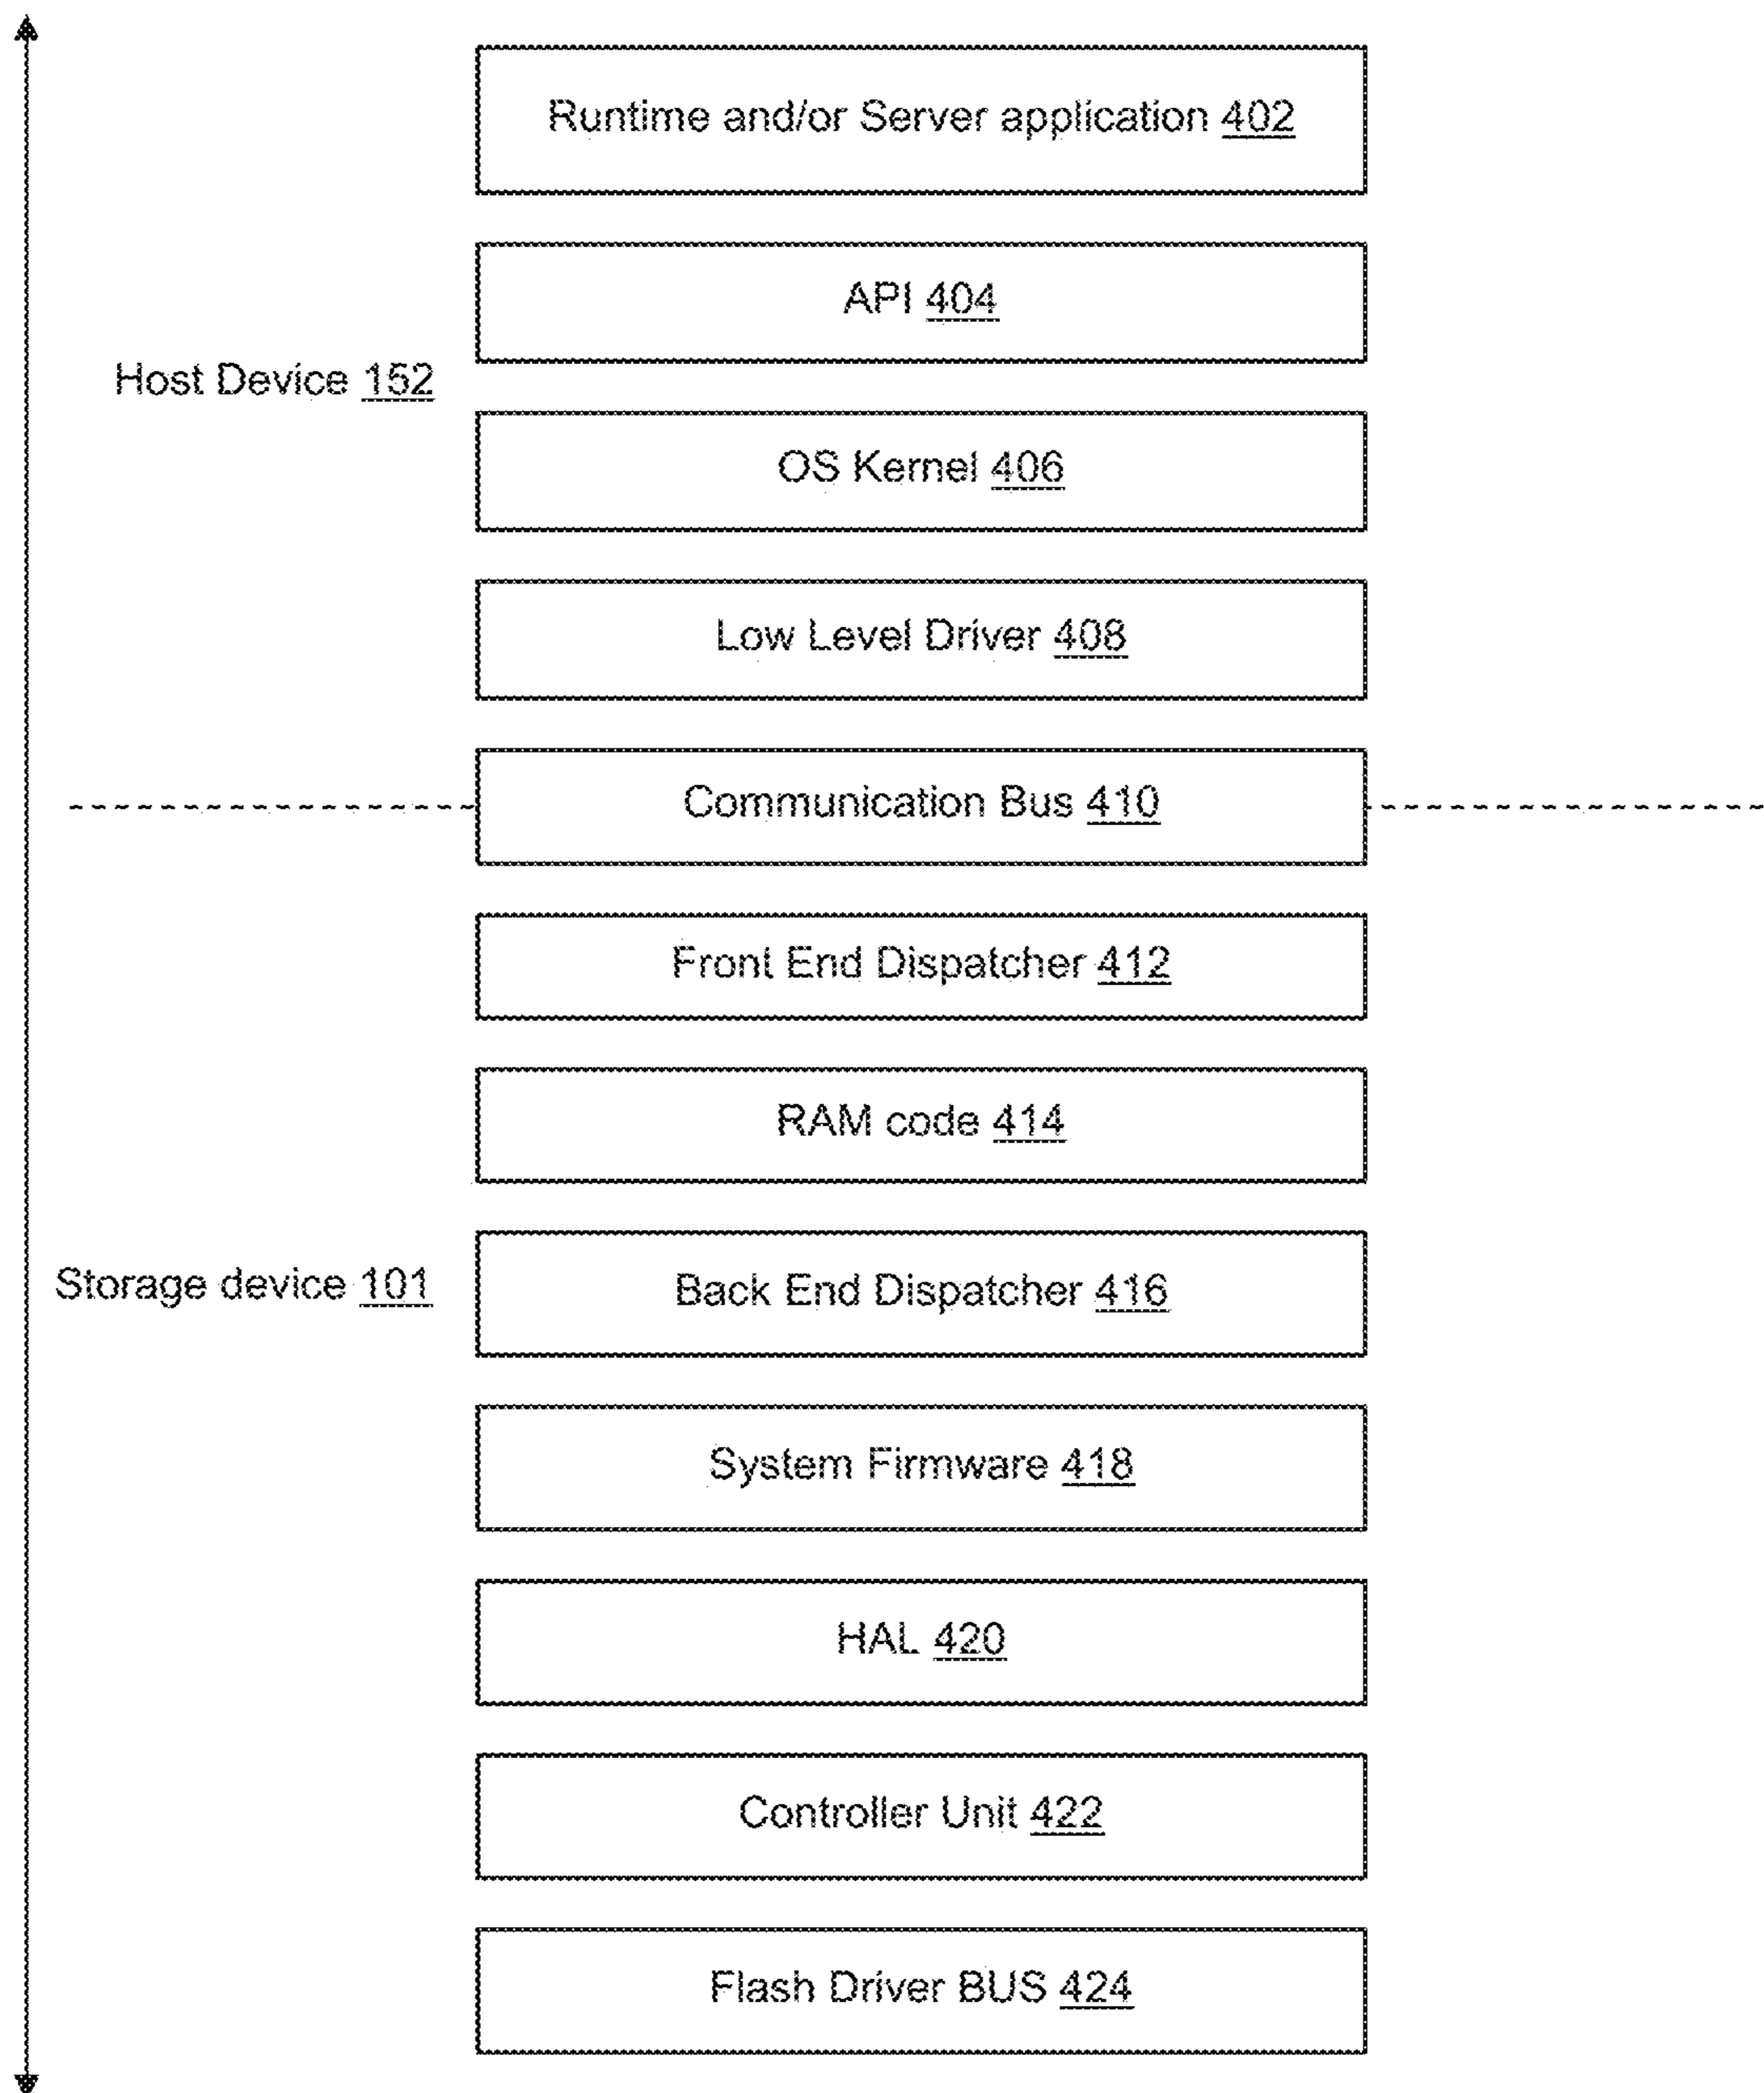 Runtime and/or Server application 402
API 404
Host Device 152
OS Kernel 406
Low Level Driver 408
Communication Bus 410
Front End Dispatcher 412
RAM code 414
Storage device 101
Back End Dispatcher 416
System Firmware 418
HAL 420
Controller Unit 422
Flash Driver BUS 424